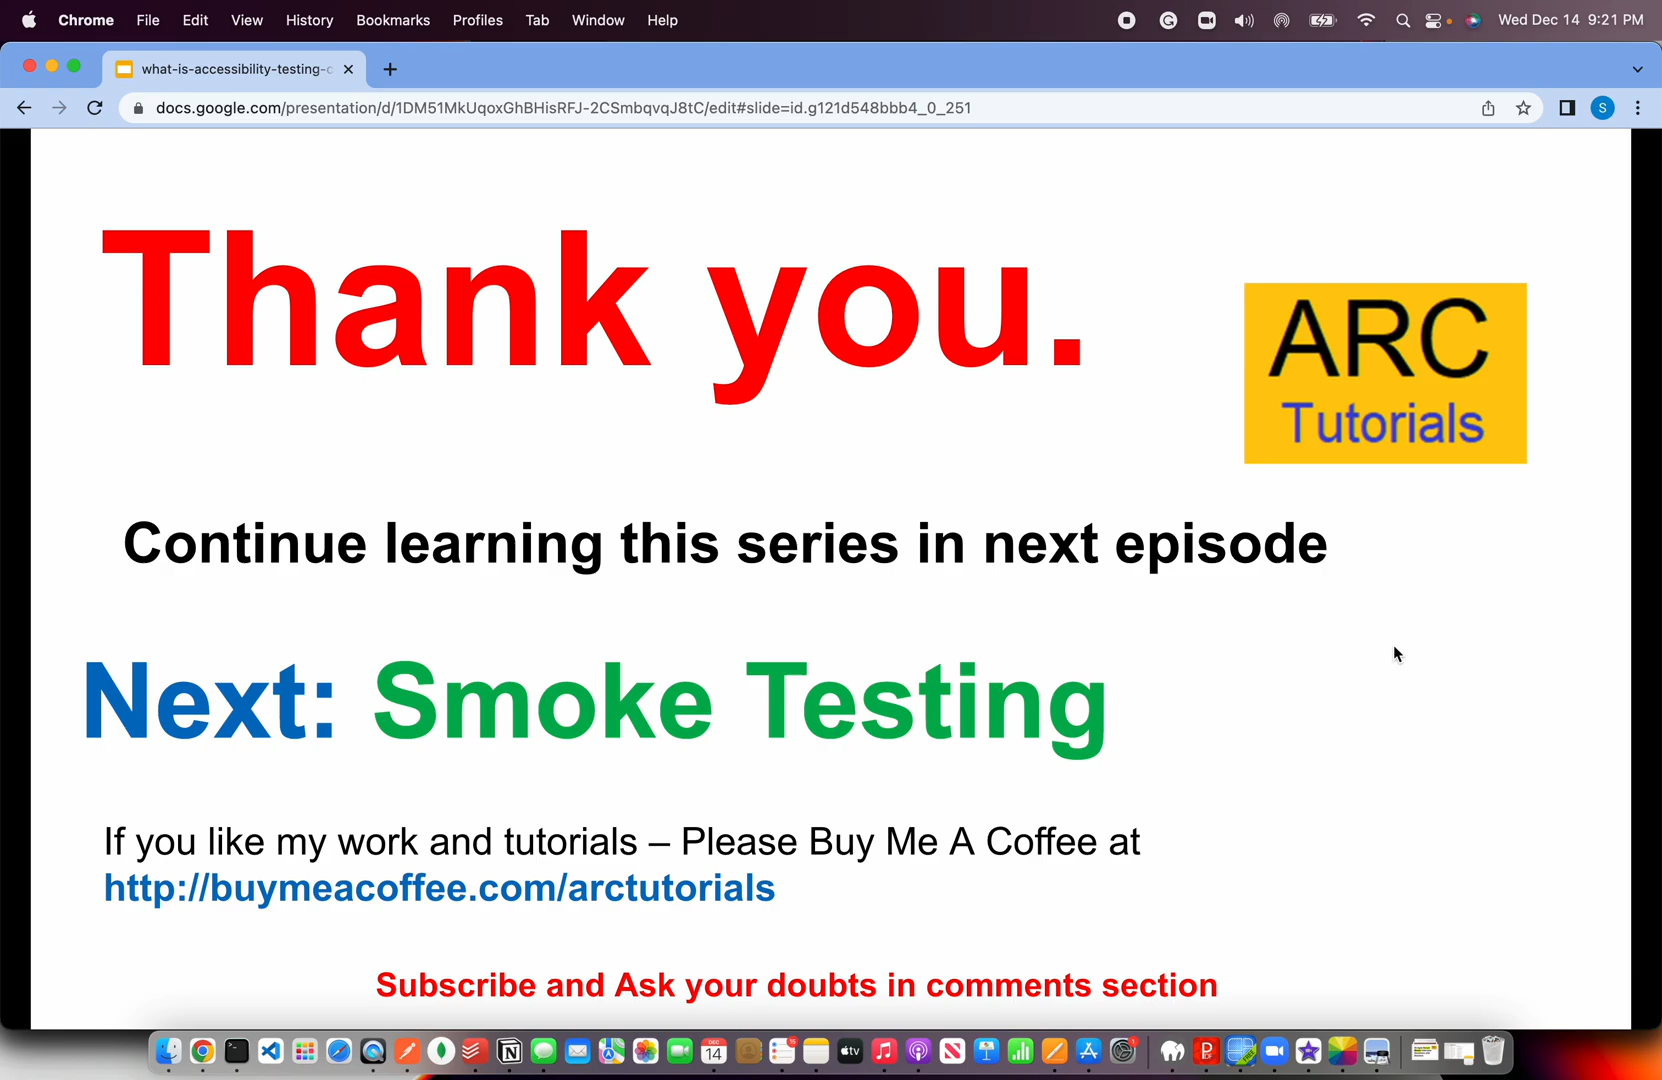 Chrome File Edit View History Bookmarks Profiles Tab Window Help Wed Dec 14 9:21 PM
what-is-accessibility-testing-
docs.google.com/presentation/d/1DM51MkUqoxGhBHisRFJ-2CSmbqvqJ8tC/edit#slide=id.g121d548bbb4_0_251
S
Thank you.
ARC
Tutorials
Continue learning this series in next episode
Next: Smoke Testing
If you like my work and tutorials – Please Buy Me A Coffee at
http://buymeacoffee.com/arctutorials
Subscribe and Ask your doubts in comments section
DEC
14
tv